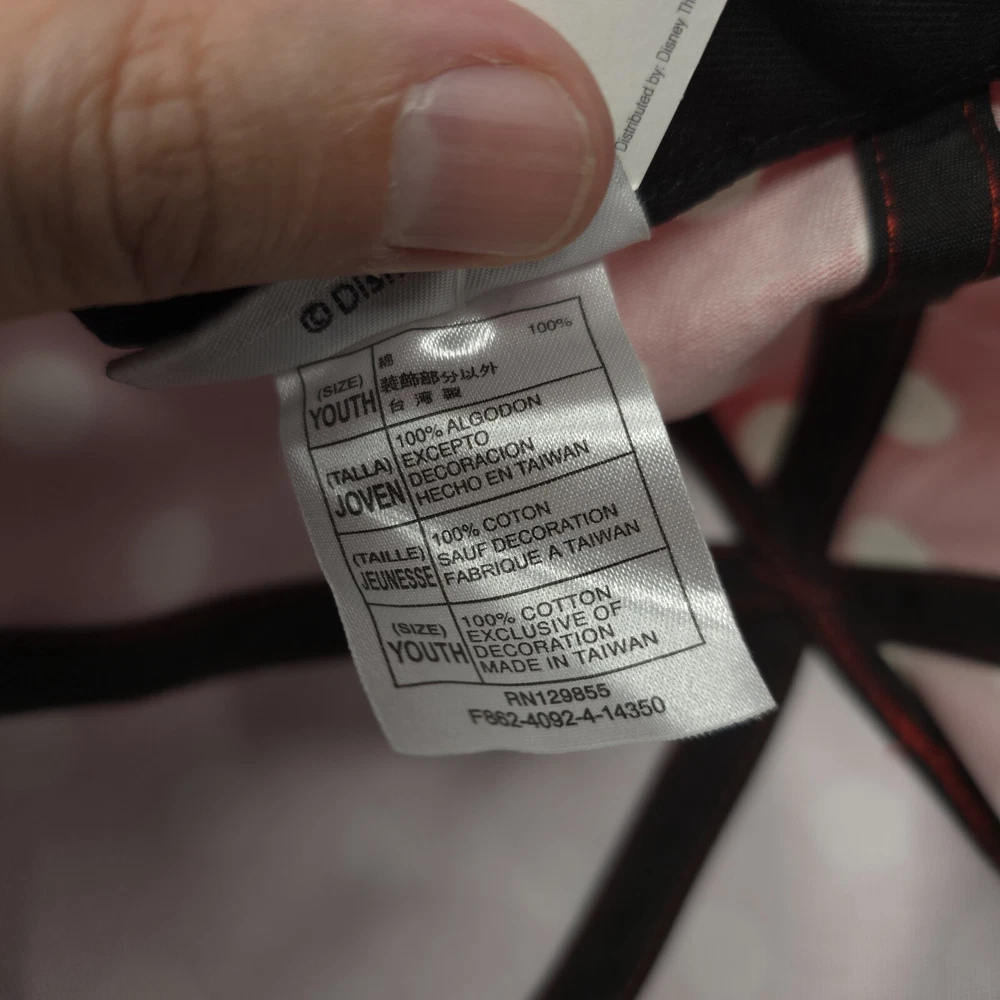 Distributed by: Disney Th
© Disn
(SIZE)
YOUTH
綿 100%
装飾部分以外
台湾製
(TALLA)
JOVEN
100% ALGODON
EXCEPTO
DECORACION
HECHO EN TAIWAN
(TAILLE)
JEUNESSE
100% COTON
SAUF DECORATION
FABRIQUE A TAIWAN
(SIZE)
YOUTH
100% COTTON
EXCLUSIVE OF
DECORATION
MADE IN TAIWAN
RN129855
F862-4092-4-14350